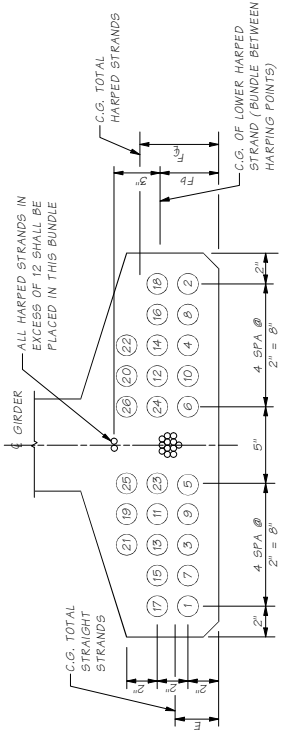 ℄ GIRDER
ALL HARPED STRANDS IN
EXCESS OF 12 SHALL BE
PLACED IN THIS BUNDLE
C.G. TOTAL
STRAIGHT
STRANDS
C.G. TOTAL
HARPED STRANDS
C.G. OF LOWER HARPED
STRAND (BUNDLE BETWEEN
HARPING POINTS)
21 19 25 26 20 22
17 15 13 11 23 24 12 14 16 18
1 7 3 9 5 6 10 4 8 2
2"
2"
2"
E
3"
Fb
F
℄
2"
4 SPA @
2" = 8"
5"
4 SPA @
2" = 8"
2"